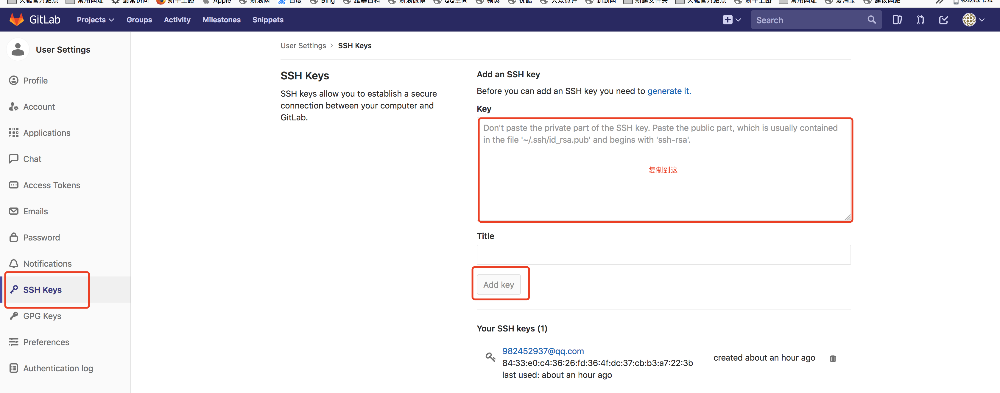 火狐官方站点 常用网址 最常访问 新手上路 Apple 新浪网 百度 Bing 维基百科 新浪微博 QQ空间 领英 优酷 大众点评 到到网 新建文件夹 火狐官方站点 新手上路 常用网址 爱淘宝 建议网站 移动版书签
GitLab Projects Groups Activity Milestones Snippets Search
User Settings
Profile
Account
Applications
Chat
Access Tokens
Emails
Password
Notifications
SSH Keys
GPG Keys
Preferences
Authentication log
User Settings > SSH Keys
SSH Keys
SSH keys allow you to establish a secure
connection between your computer and
GitLab.
Add an SSH key
Before you can add an SSH key you need to generate it.
Key
Don't paste the private part of the SSH key. Paste the public part, which is usually contained
in the file '~/.ssh/id_rsa.pub' and begins with 'ssh-rsa'.
复制到这
Title
Add key
Your SSH keys (1)
982452937@qq.com
84:33:e0:c4:36:26:fd:36:4f:dc:37:cb:b3:a7:22:3b
last used: about an hour ago
created about an hour ago